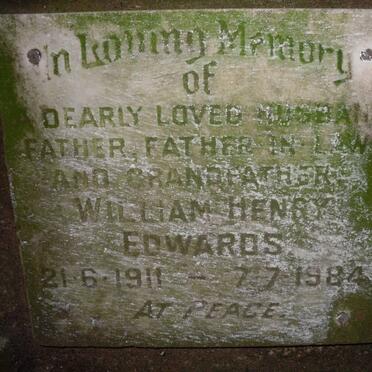 In Loving Memory
of
A DEARLY LOVED HUSBAND
FATHER, FATHER-IN-LAW
AND GRANDFATHER
WILLIAM HENRY
EDWARDS
21-6-1911 - 7-7-1984
AT PEACE